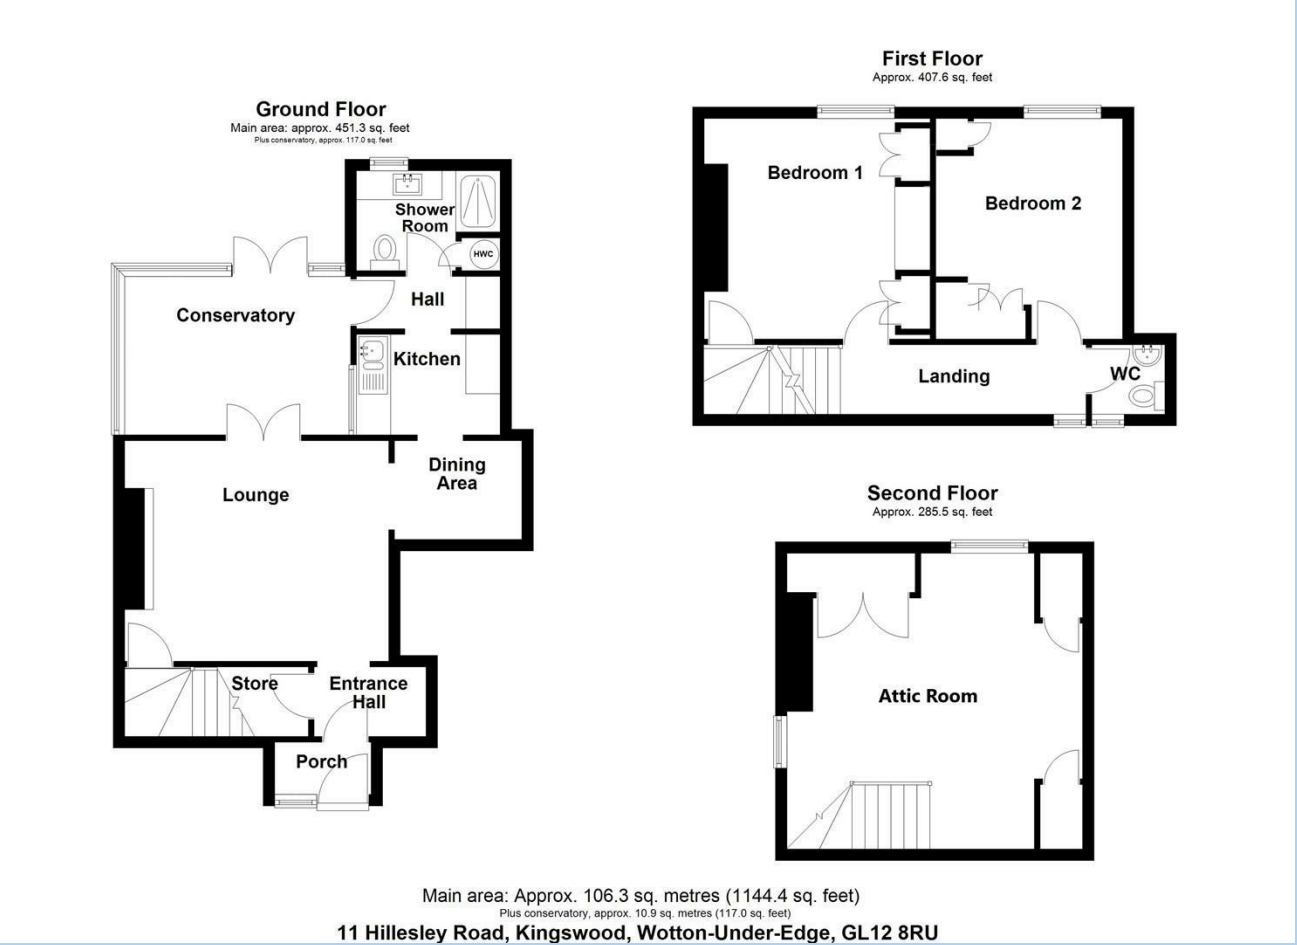 Ground Floor
Main area: approx. 451.3 sq. feet
Plus conservatory, approx. 117.0 sq. feet
Shower
Room
HWC
Hall
Conservatory
Kitchen
Dining
Area
Lounge
Store
Entrance
Hall
Porch
First Floor
Approx. 407.6 sq. feet
Bedroom 1
Bedroom 2
Landing
WC
Second Floor
Approx. 285.5 sq. feet
Attic Room
Main area: Approx. 106.3 sq. metres (1144.4 sq. feet)
Plus conservatory, approx. 10.9 sq. metres (117.0 sq. feet)
11 Hillesley Road, Kingswood, Wotton-Under-Edge, GL12 8RU